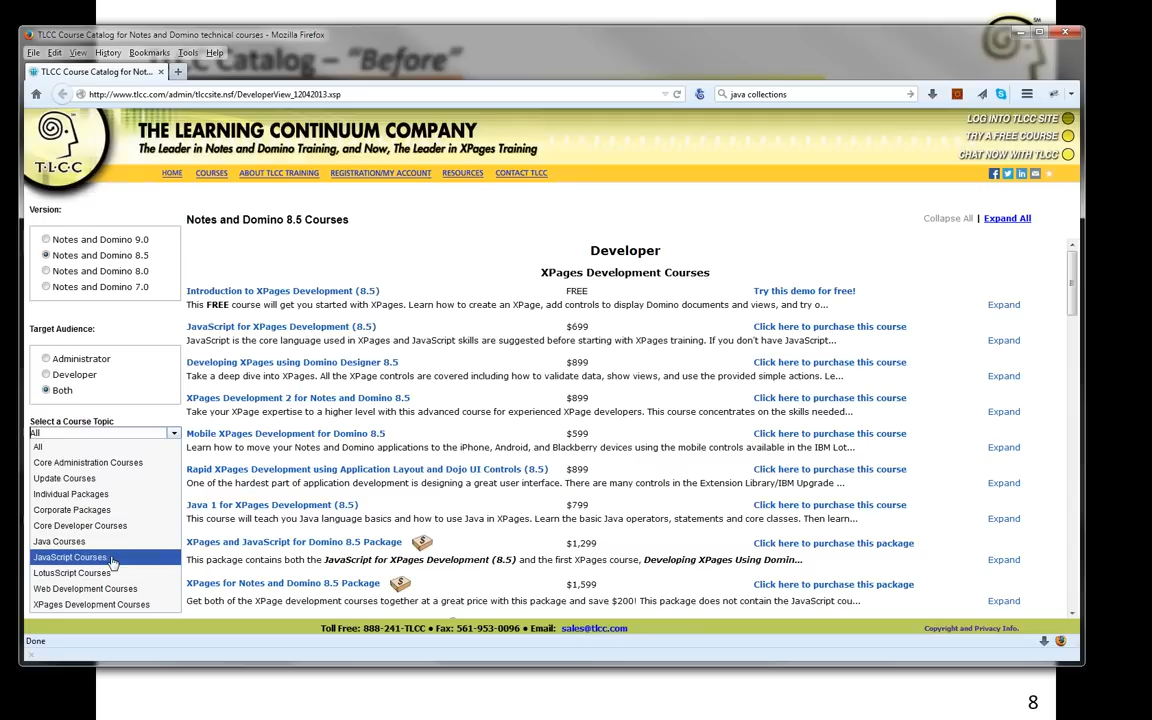 SM
TLCC Course Catalog for Notes and Domino technical courses - Mozilla Firefox
TLCC Catalog – "Before"
File Edit View History Bookmarks Tools Help
TLCC Course Catalog for Not... × +
http://www.tlcc.com/admin/tlccsite.nsf/DeveloperView_12042013.xsp
java collections
T·L·C·C
THE LEARNING CONTINUUM COMPANY
The Leader in Notes and Domino Training, and Now, The Leader in XPages Training
LOG INTO TLCC SITE
TRY A FREE COURSE
CHAT NOW WITH TLCC
HOME COURSES ABOUT TLCC TRAINING REGISTRATION/MY ACCOUNT RESOURCES CONTACT TLCC
Version:
Notes and Domino 9.0
Notes and Domino 8.5
Notes and Domino 8.0
Notes and Domino 7.0
Target Audience:
Administrator
Developer
Both
Select a Course Topic
All
All
Core Administration Courses
Update Courses
Individual Packages
Corporate Packages
Core Developer Courses
Java Courses
JavaScript Courses
LotusScript Courses
Web Development Courses
XPages Development Courses
Notes and Domino 8.5 Courses
Collapse All | Expand All
Developer
XPages Development Courses
Introduction to XPages Development (8.5) FREE Try this demo for free!
This FREE course will get you started with XPages. Learn how to create an XPage, add controls to display Domino documents and views, and try o... Expand
JavaScript for XPages Development (8.5) $699 Click here to purchase this course
JavaScript is the core language used in XPages and JavaScript skills are suggested before starting with XPages training. If you don't have JavaScript... Expand
Developing XPages using Domino Designer 8.5 $899 Click here to purchase this course
Take a deep dive into XPages. All the XPage controls are covered including how to validate data, show views, and use the provided simple actions. Le... Expand
XPages Development 2 for Notes and Domino 8.5 $899 Click here to purchase this course
Take your XPage expertise to a higher level with this advanced course for experienced XPage developers. This course concentrates on the skills needed... Expand
Mobile XPages Development for Domino 8.5 $599 Click here to purchase this course
Learn how to move your Notes and Domino applications to the iPhone, Android, and Blackberry devices using the mobile controls available in the IBM Lot... Expand
Rapid XPages Development using Application Layout and Dojo UI Controls (8.5) $899 Click here to purchase this course
One of the hardest part of application development is designing a great user interface. There are many controls in the Extension Library/IBM Upgrade ... Expand
Java 1 for XPages Development (8.5) $799 Click here to purchase this course
This course will teach you Java language basics and how to use Java in XPages. Learn the basic Java operators, statements and core classes. Then learn... Expand
XPages and JavaScript for Domino 8.5 Package $1,299 Click here to purchase this package
This package contains both the JavaScript for XPages Development (8.5) and the first XPages course, Developing XPages Using Domin... Expand
XPages for Notes and Domino 8.5 Package $1,599 Click here to purchase this package
Get both of the XPage development courses together at a great price with this package and save $200! This package does not contain the JavaScript cou... Expand
Toll Free: 888-241-TLCC • Fax: 561-953-0096 • Email: sales@tlcc.com
Copyright and Privacy Info.
Done
8